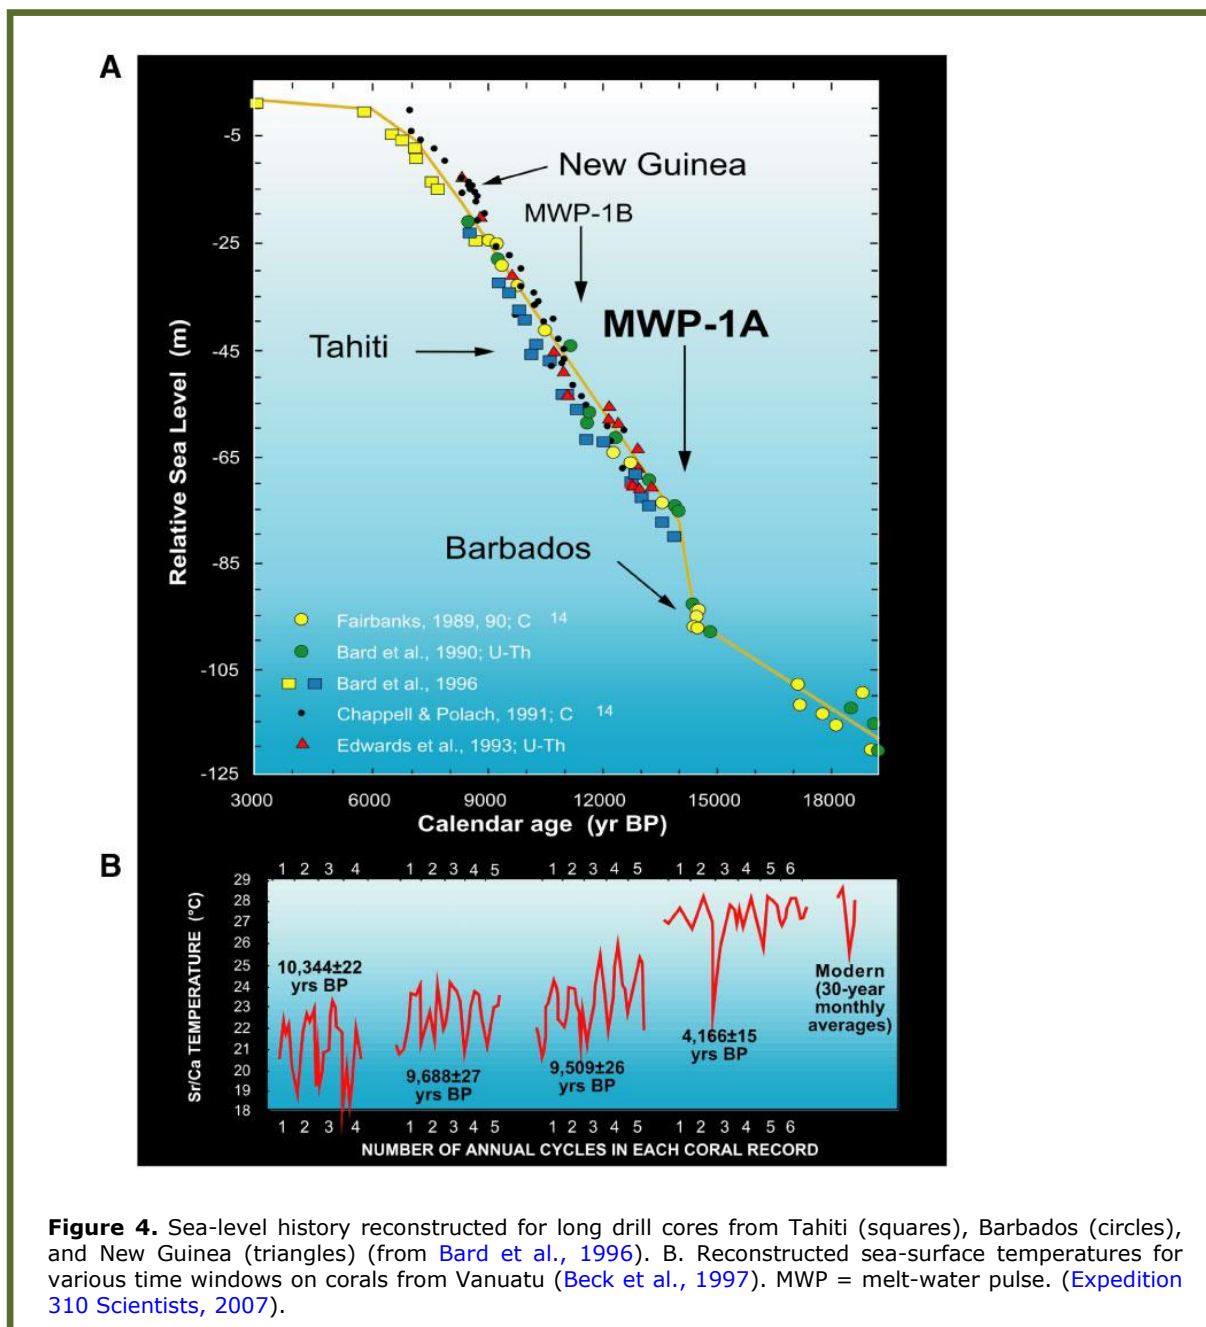 A
-5
New Guinea
MWP-1B
-25
MWP-1A
Tahiti
-45
Relative Sea Level (m)
-65
Barbados
-85
Fairbanks, 1989, 90; C 14
Bard et al., 1990; U-Th
-105
Bard et al., 1996
Chappell & Polach, 1991; C 14
Edwards et al., 1993; U-Th
-125
3000 6000 9000 12000 15000 18000
Calendar age (yr BP)
B
1 2 3 4 1 2 3 4 5 1 2 3 4 5 1 2 3 4 5 6
29
28
27
26
25
24
23
22
21
20
19
18
Sr/Ca TEMPERATURE (°C)
10,344±22
yrs BP
9,688±27
yrs BP
9,509±26
yrs BP
4,166±15
yrs BP
Modern
(30-year
monthly
averages)
1 2 3 4 1 2 3 4 5 1 2 3 4 5 1 2 3 4 5 6
NUMBER OF ANNUAL CYCLES IN EACH CORAL RECORD
Figure 4. Sea-level history reconstructed for long drill cores from Tahiti (squares), Barbados (circles),
and New Guinea (triangles) (from Bard et al., 1996). B. Reconstructed sea-surface temperatures for
various time windows on corals from Vanuatu (Beck et al., 1997). MWP = melt-water pulse. (Expedition
310 Scientists, 2007).